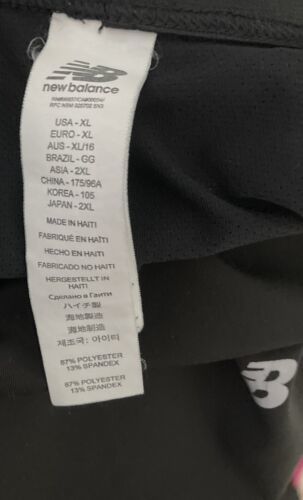 NB
new balance
USA - XL
EURO - XL
AUS - XL/16
BRAZIL - GG
ASIA - 2XL
CHINA - 175/96A
KOREA - 105
JAPAN - 2XL
MADE IN HAITI
FABRIQUÉ EN HAÏTI
HECHO EN HAITI
FABRICADO NO HAITI
HERGESTELLT IN
HAITI
Сделано в Гаити
ハイチ製
海地製造
海地制造
제조국: 아이티
87% POLYESTER
13% SPANDEX
87% POLYESTER
13% SPANDEX
NB